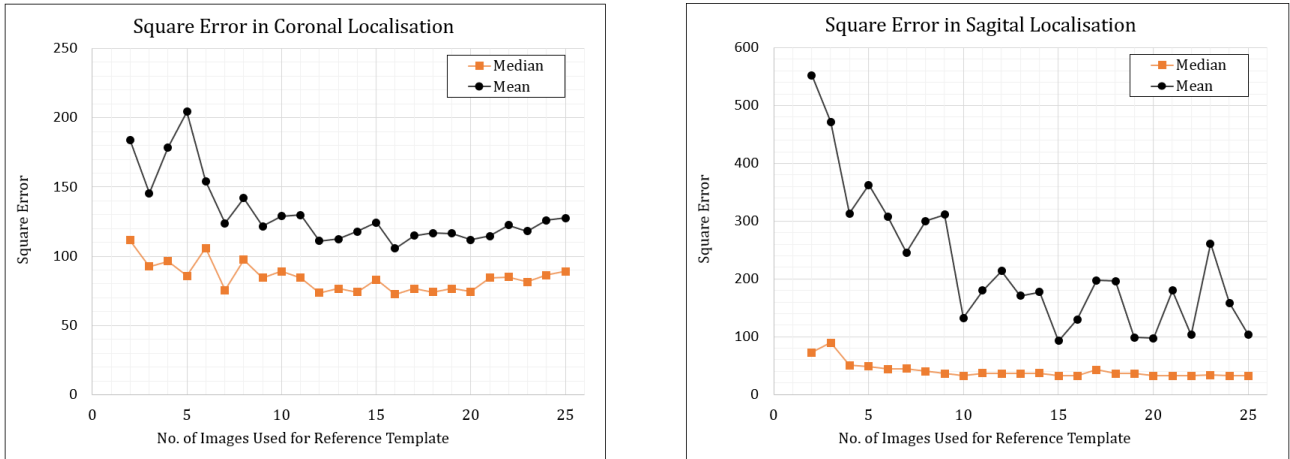 Square Error in Coronal Localisation
250
200
150
100
50
0
Square Error
Median
Mean
0 5 10 15 20 25
No. of Images Used for Reference Template
Square Error in Sagital Localisation
600
500
400
300
200
100
0
Square Error
Median
Mean
0 5 10 15 20 25
No. of Images Used for Reference Template